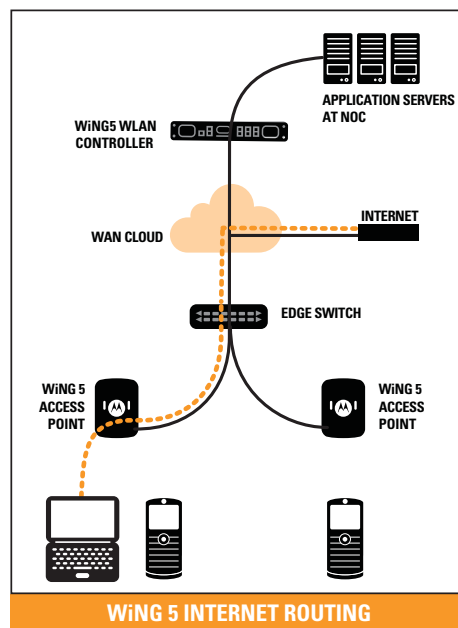 APPLICATION SERVERS
AT NOC
WiNG5 WLAN
CONTROLLER
INTERNET
WAN CLOUD
EDGE SWITCH
WiNG 5
ACCESS
POINT
WiNG 5
ACCESS
POINT
WiNG 5 INTERNET ROUTING